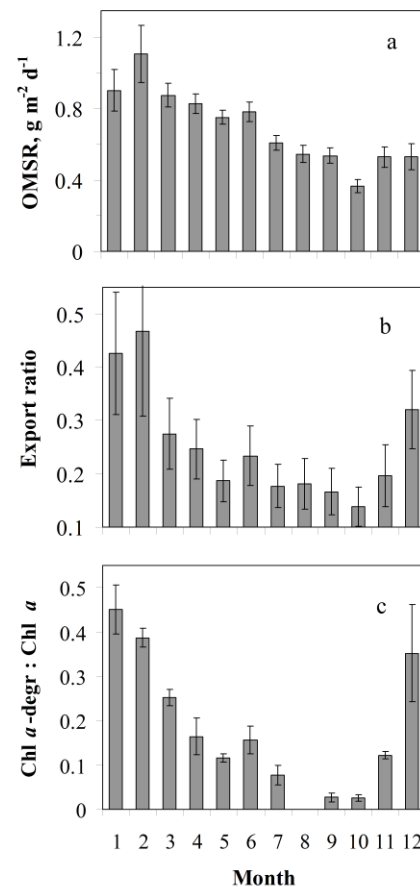 a
OMSR, g m⁻² d⁻¹
1.2
0.8
0.4
0
b
Export ratio
0.5
0.4
0.3
0.2
0.1
c
Chl a-degr : Chl a
0.5
0.4
0.3
0.2
0.1
0
1 2 3 4 5 6 7 8 9 10 11 12
Month